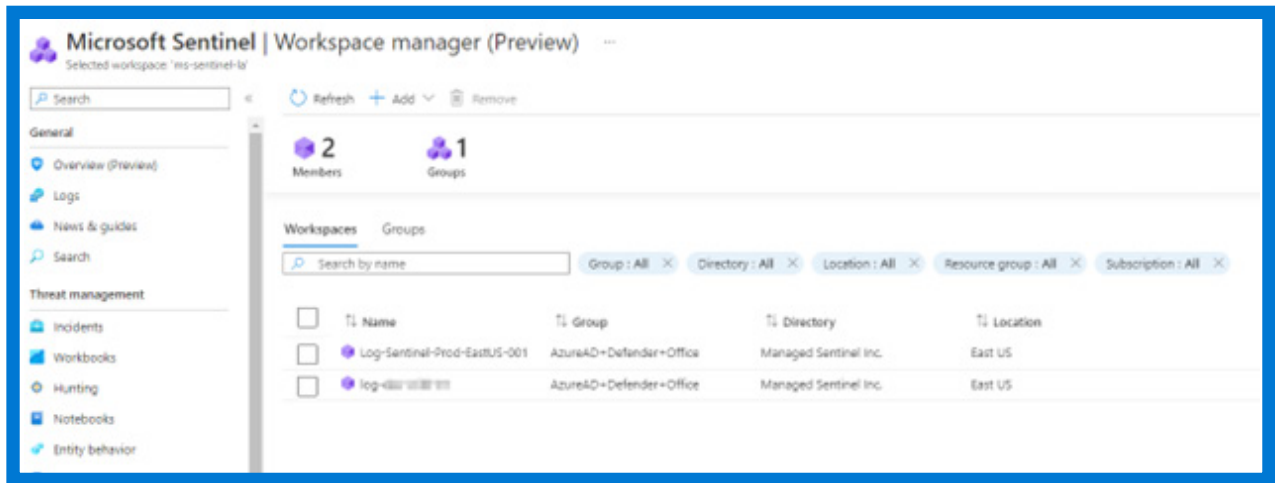 Microsoft Sentinel | Workspace manager (Preview) ...
Selected workspace 'ms-sentinel-la'
Search «
Refresh + Add Remove
General
2 1
Members Groups
Overview (Preview)
Logs
News & guides
Search
Workspaces Groups
Search by name Group : All × Directory : All × Location : All × Resource group : All × Subscription : All ×
Threat management
Name Group Directory Location
Incidents
Log-Sentinel-Prod-EastUS-001 AzureAD+Defender+Office Managed Sentinel Inc. East US
Workbooks
log- AzureAD+Defender+Office Managed Sentinel Inc. East US
Hunting
Notebooks
Entity behavior